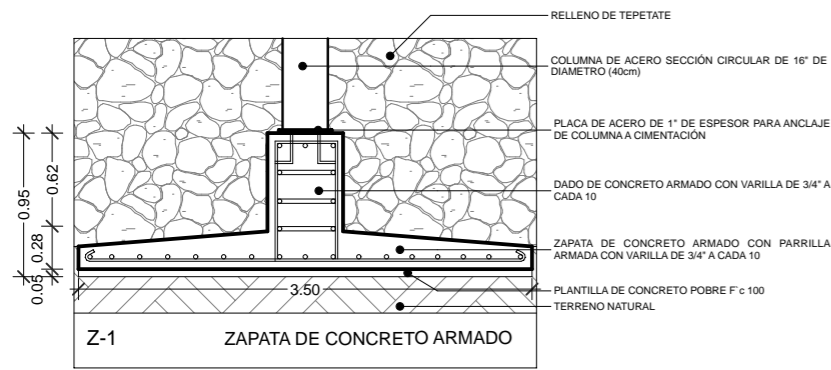 RELLENO DE TEPETATE
COLUMNA DE ACERO SECCIÓN CIRCULAR DE 16" DE
DIAMETRO (40cm)
PLACA DE ACERO DE 1" DE ESPESOR PARA ANCLAJE
DE COLUMNA A CIMENTACIÓN
DADO DE CONCRETO ARMADO CON VARILLA DE 3/4" A
CADA 10
ZAPATA DE CONCRETO ARMADO CON PARRILLA
ARMADA CON VARILLA DE 3/4" A CADA 10
PLANTILLA DE CONCRETO POBRE F`c 100
TERRENO NATURAL
0.95
0.62
0.28
0.05
3.50
Z-1 ZAPATA DE CONCRETO ARMADO